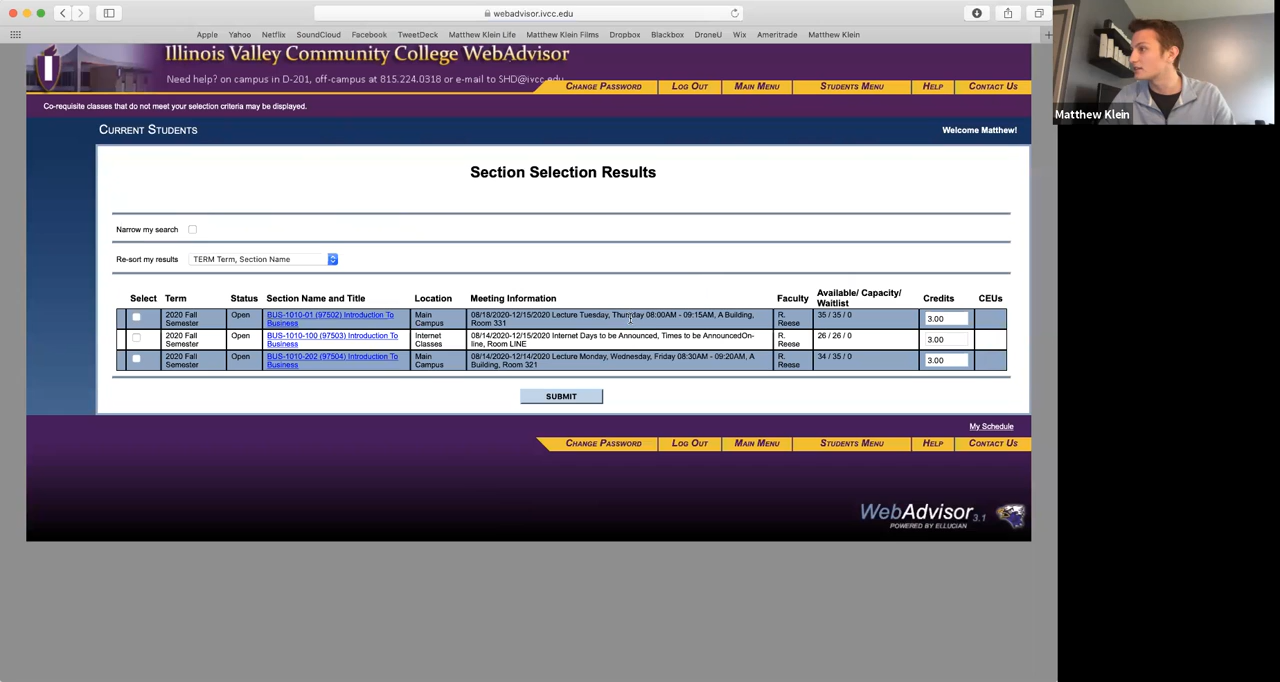 webadvisor.ivcc.edu
Apple Yahoo Netflix SoundCloud Facebook TweetDeck Matthew Klein Life Matthew Klein Films Dropbox Blackbox DroneU Wix Ameritrade Matthew Klein
Illinois Valley Community College WebAdvisor
Need help? on campus in D-201, off-campus at 815.224.0318 or e-mail to SHD@ivcc.edu
CHANGE PASSWORD LOG OUT MAIN MENU STUDENTS MENU HELP CONTACT US
Matthew Klein
Co-requisite classes that do not meet your selection criteria may be displayed.
CURRENT STUDENTS Welcome Matthew!
Section Selection Results
Narrow my search
Re-sort my results TERM Term, Section Name
Select Term Status Section Name and Title Location Meeting Information Faculty Available/ Capacity/ Waitlist Credits CEUs
2020 Fall Open BUS-1010-01 (97502) Introduction To Main 08/18/2020-12/15/2020 Lecture Tuesday, Thursday 08:00AM - 09:15AM, A Building, R. 35 / 35 / 0 3.00
Semester Business Campus Room 331 Reese
2020 Fall Open BUS-1010-100 (97503) Introduction To Internet 08/14/2020-12/15/2020 Internet Days to be Announced, Times to be AnnouncedOn- R. 26 / 26 / 0 3.00
Semester Business Classes line, Room LINE Reese
2020 Fall Open BUS-1010-202 (97504) Introduction To Main 08/14/2020-12/14/2020 Lecture Monday, Wednesday, Friday 08:30AM - 09:20AM, A R. 34 / 35 / 0 3.00
Semester Business Campus Building, Room 321 Reese
SUBMIT
My Schedule
CHANGE PASSWORD LOG OUT MAIN MENU STUDENTS MENU HELP CONTACT US
WebAdvisor 3.1
POWERED BY ELLUCIAN